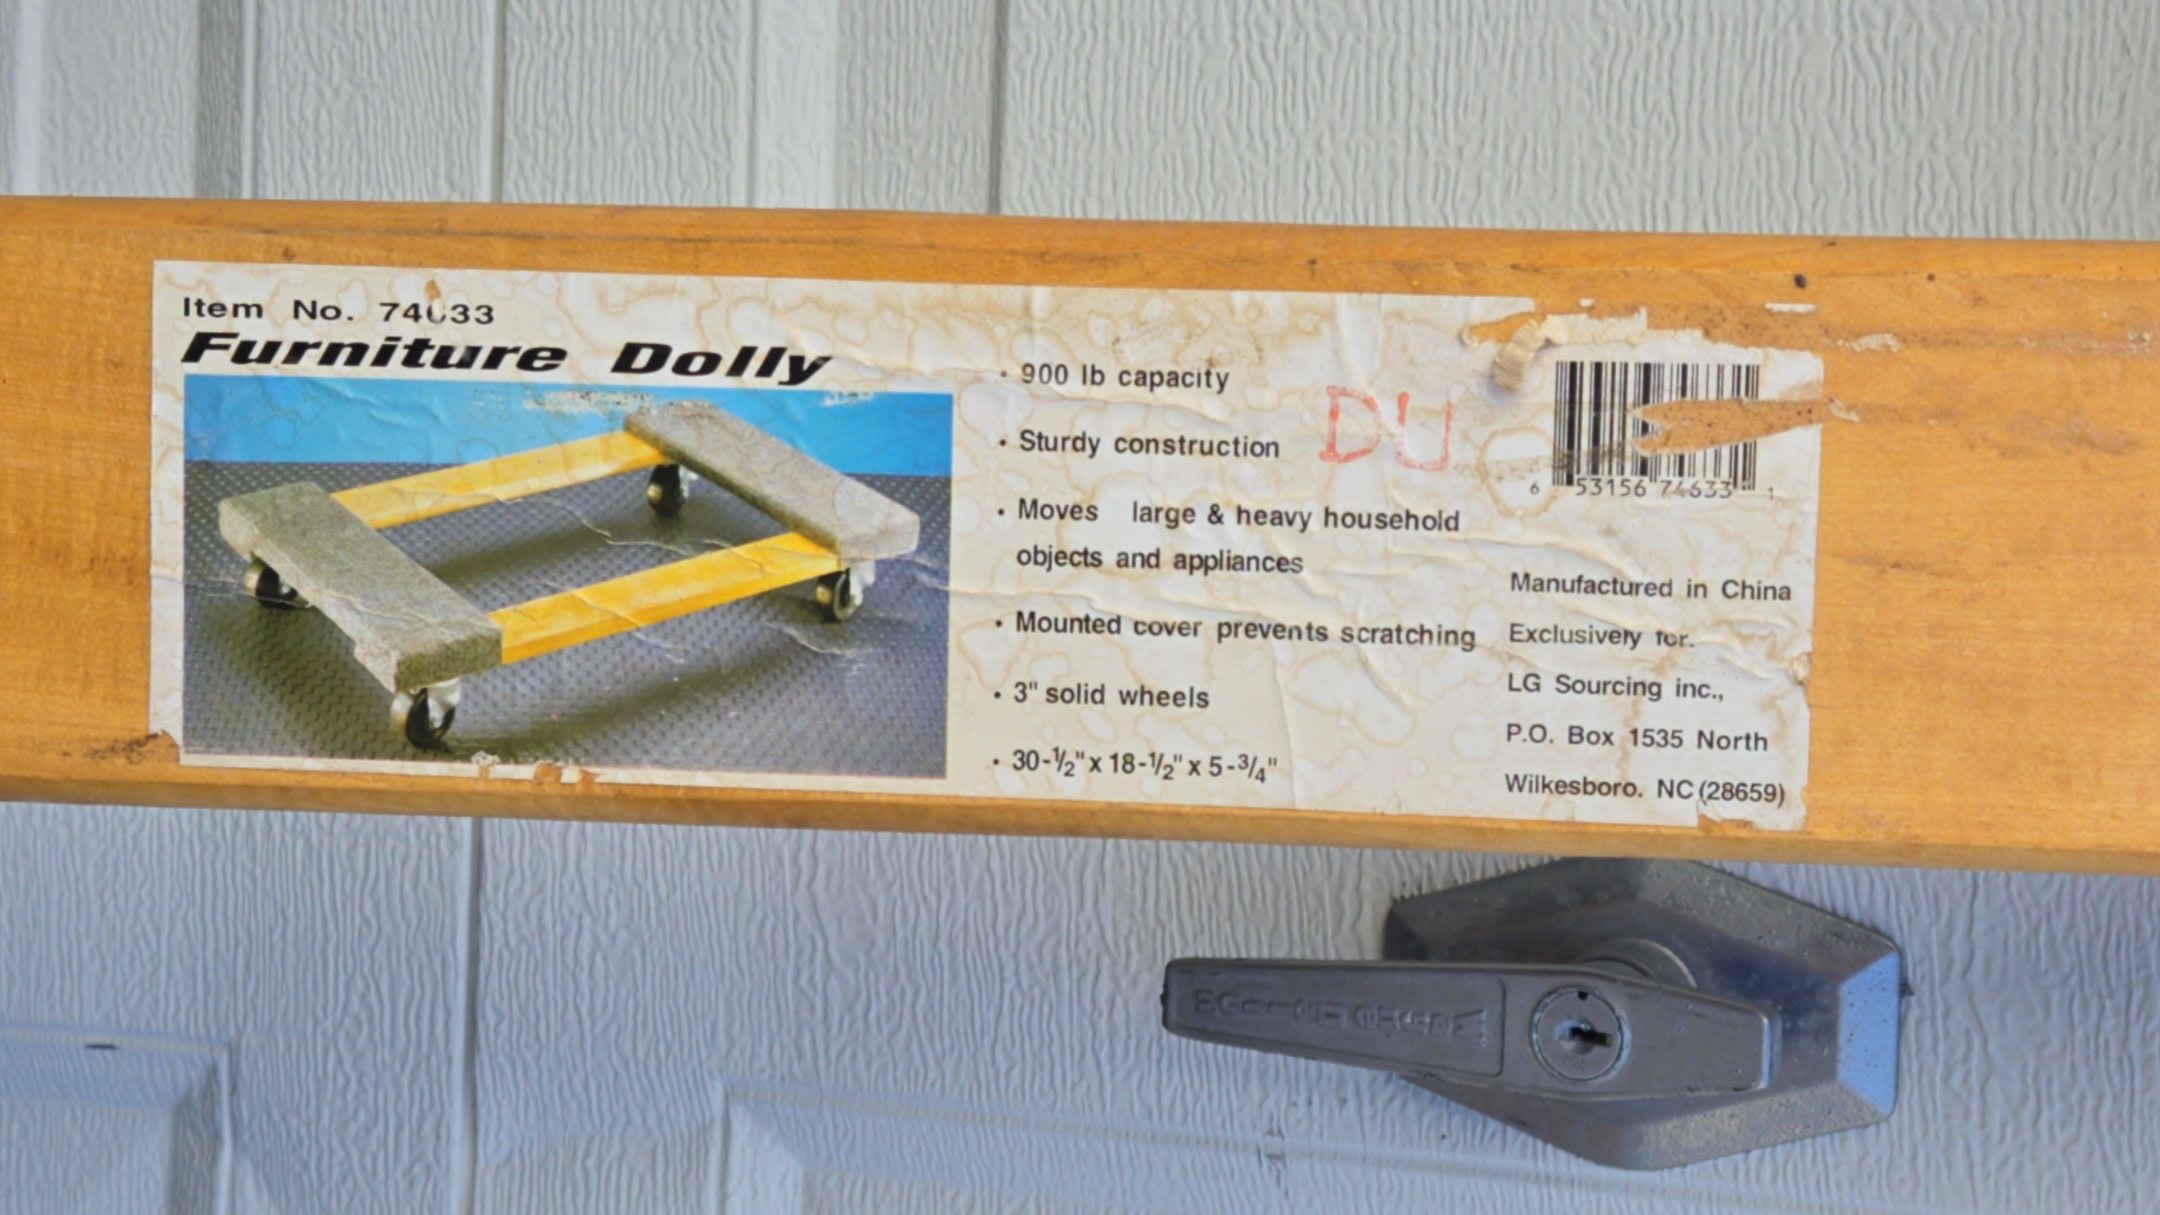 Item No. 74633
Furniture Dolly
• 900 lb capacity
• Sturdy construction
• Moves large & heavy household
objects and appliances
• Mounted cover prevents scratching
• 3" solid wheels
• 30-1/2" x 18-1/2" x 5-3/4"
DU
6 53156 74633 1
Manufactured in China
Exclusively for:
LG Sourcing inc.,
P.O. Box 1535 North
Wilkesboro. NC (28659)